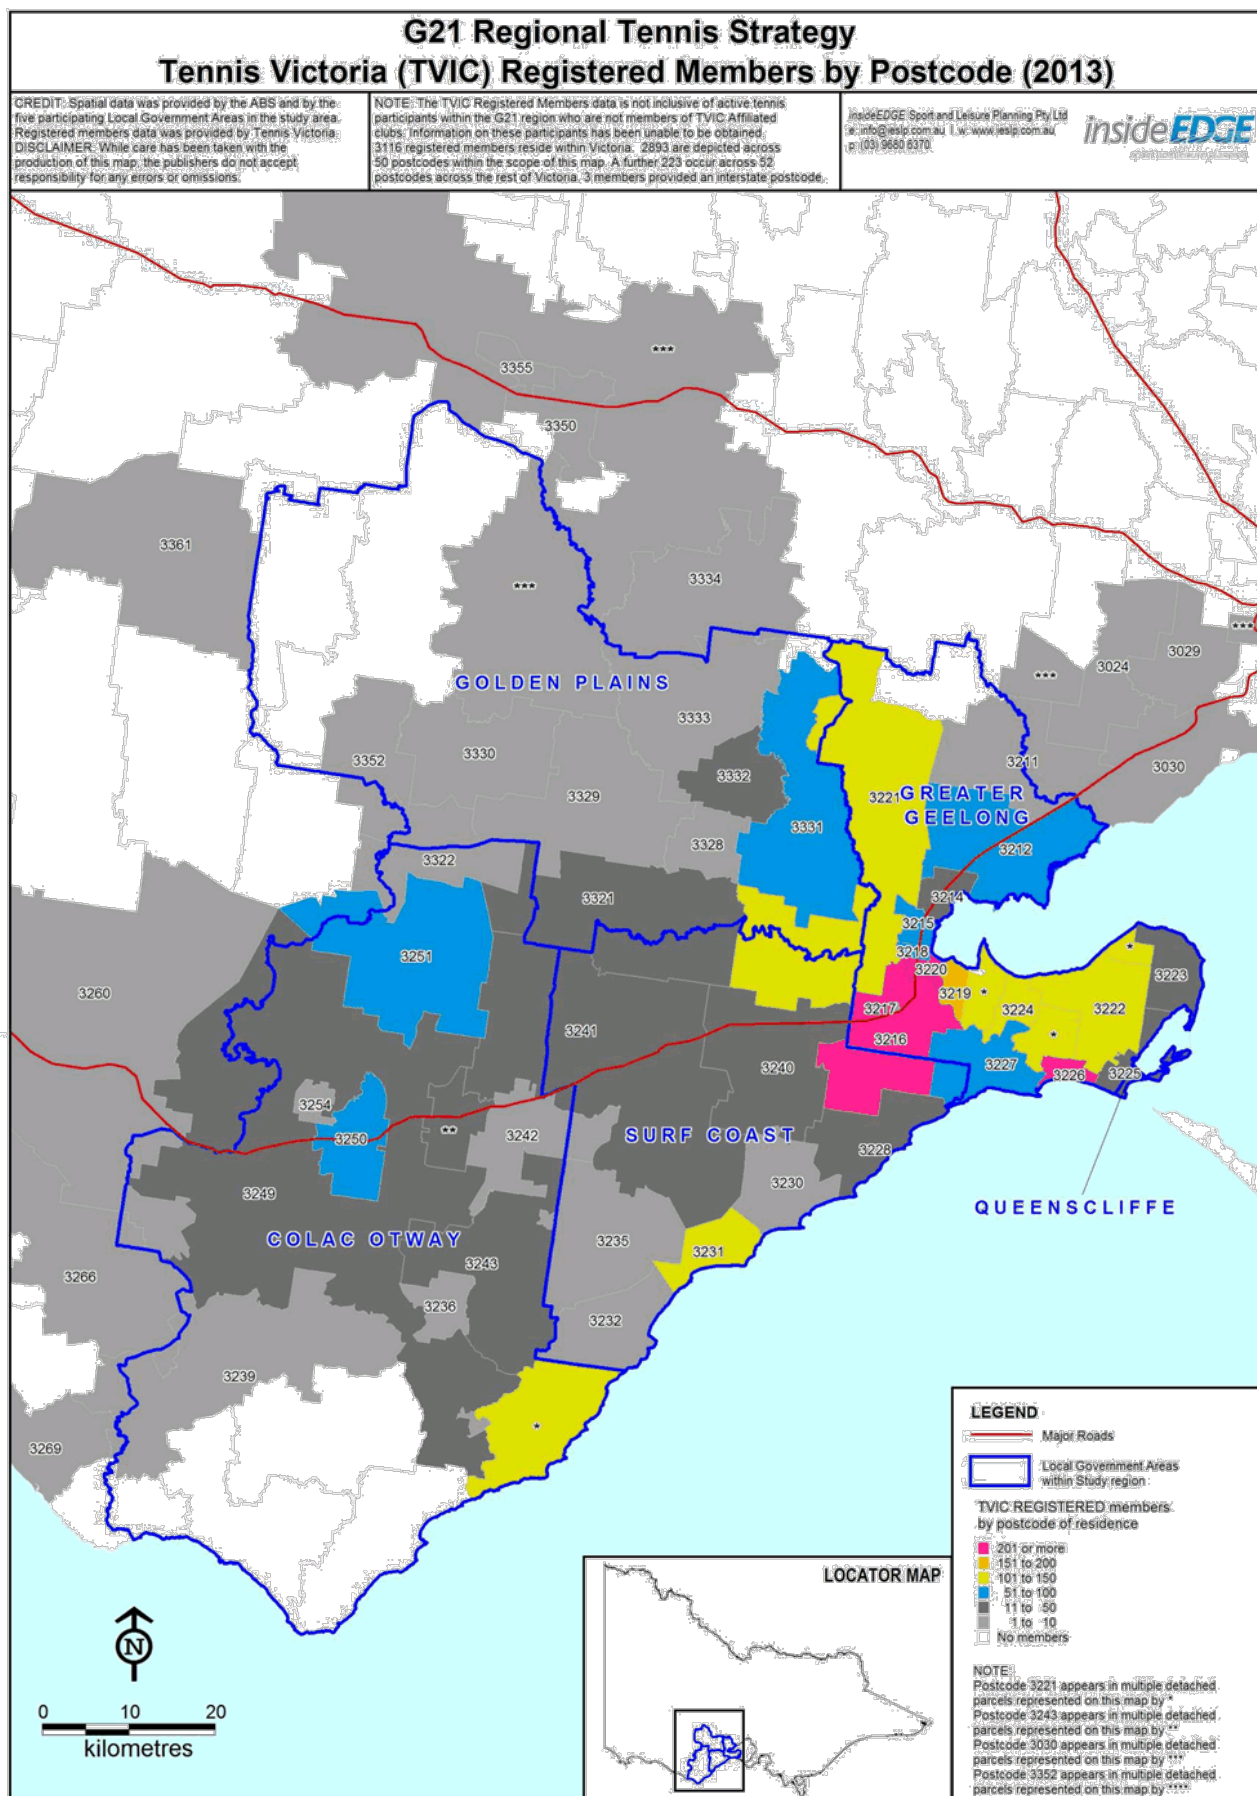 G21 Regional Tennis Strategy
Tennis Victoria (TVIC) Registered Members by Postcode (2013)
CREDIT: Spatial data was provided by the ABS and by the
five participating Local Government Areas in the study area.
Registered members data was provided by Tennis Victoria.
DISCLAIMER: While care has been taken with the
production of this map, the publishers do not accept
responsibility for any errors or omissions.
NOTE: The TVIC Registered Members data is not inclusive of active tennis
participants within the G21 region who are not members of TVIC Affiliated
clubs. Information on these participants has been unable to be obtained.
3116 registered members reside within Victoria. 2893 are depicted across
50 postcodes within the scope of this map. A further 223 occur across 52
postcodes across the rest of Victoria. 3 members provided an interstate postcode.
insideEDGE Sport and Leisure Planning Pty Ltd
e: info@ieslp.com.au | w: www.ieslp.com.au
p: (03) 9680 6370
insideEDGE
***
3355
3350
3361
***
3334
***
3029
3024
***
GOLDEN PLAINS
3333
3211
3030
3352
3330
3332
3329
3221
GREATER
GEELONG
3331
3212
3328
3322
3321
3214
3215
3251
3218
*
3220
3223
3260
3219
*
3224
3222
3217
3241
3216
*
3240
3227
3226
3225
3254
3250
**
3242
SURF COAST
3228
3249
3230
QUEENSCLIFFE
COLAC OTWAY
3235
3231
3243
3266
3236
3232
3239
*
3269
LEGEND
Major Roads
Local Government Areas
within Study region
TVIC REGISTERED members
by postcode of residence
201 or more
151 to 200
101 to 150
51 to 100
11 to 50
1 to 10
No members
LOCATOR MAP
N
0 10 20
kilometres
NOTE:
Postcode 3221 appears in multiple detached
parcels represented on this map by *
Postcode 3243 appears in multiple detached
parcels represented on this map by **
Postcode 3030 appears in multiple detached
parcels represented on this map by ***
Postcode 3352 appears in multiple detached
parcels represented on this map by ****